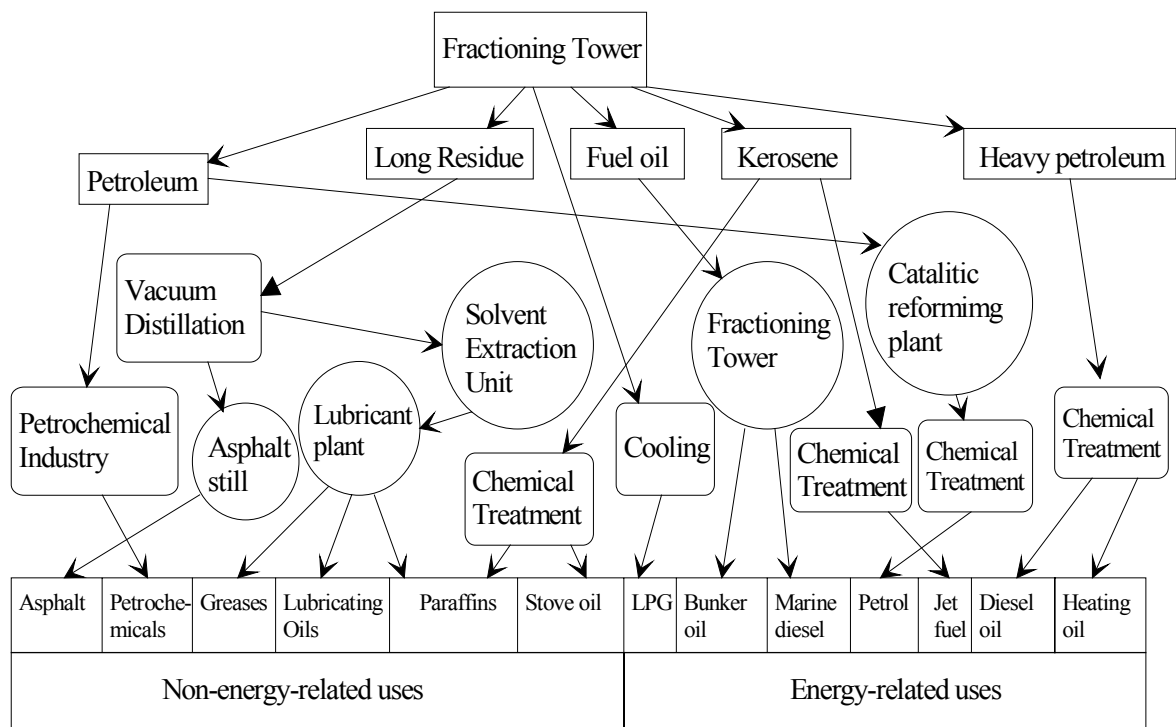 Fractioning Tower
Long Residue
Fuel oil
Kerosene
Heavy petroleum
Petroleum
Vacuum
Distillation
Solvent
Extraction
Unit
Fractioning
Tower
Catalitic
reformimg
plant
Petrochemical
Industry
Asphalt
still
Lubricant
plant
Chemical
Treatment
Cooling
Chemical
Treatment
Chemical
Treatment
Chemical
Treatment
Asphalt
Petroche-
micals
Greases
Lubricating
Oils
Paraffins
Stove oil
LPG
Bunker
oil
Marine
diesel
Petrol
Jet
fuel
Diesel
oil
Heating
oil
Non-energy-related uses
Energy-related uses